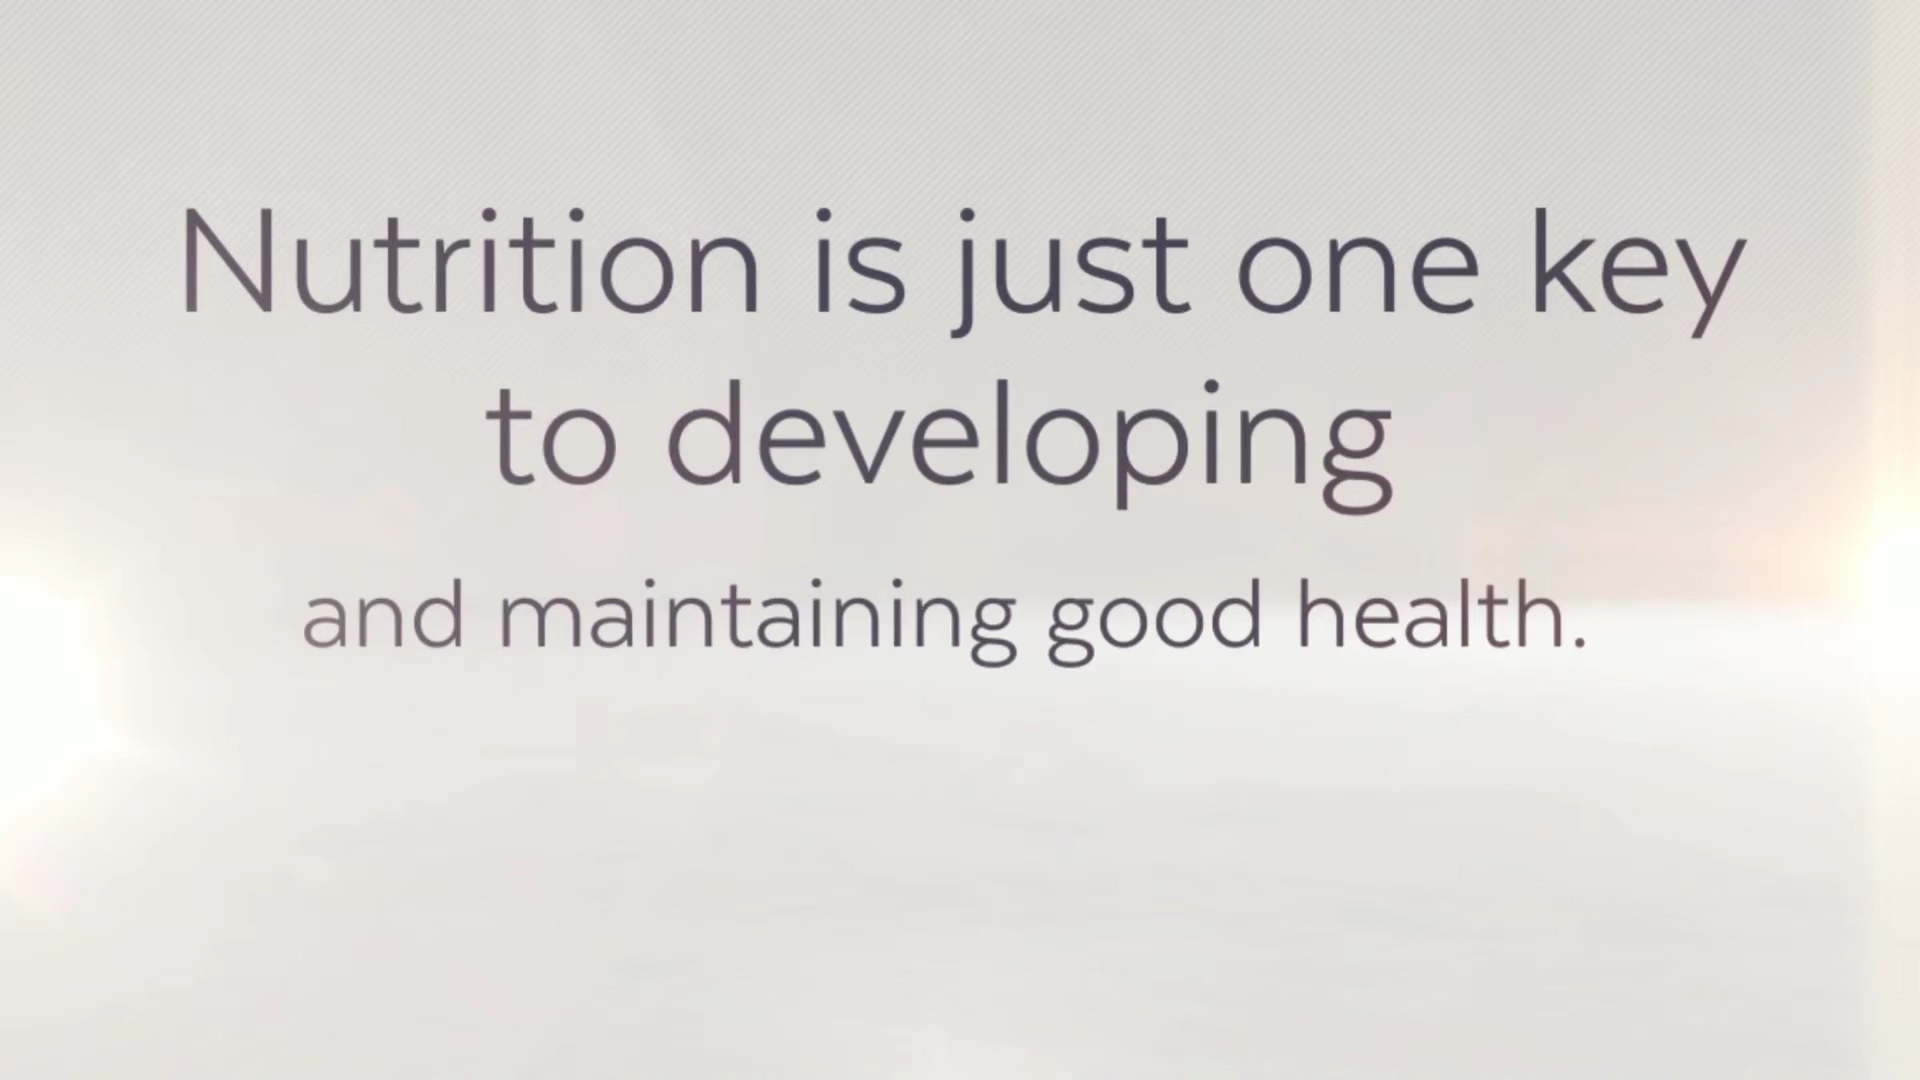 Nutrition is just one key
to developing
and maintaining good health.